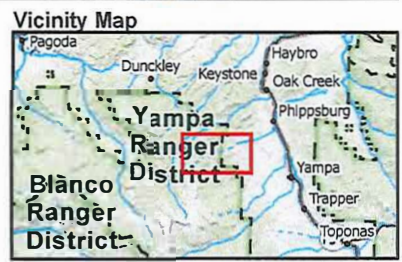 Vicinity Map
Pagoda
Haybro
Dunckley
Keystone
Oak Creek
Phippsburg
Yampa
Ranger
District
Yampa
Blanco
Ranger
District
Trapper
Toponas